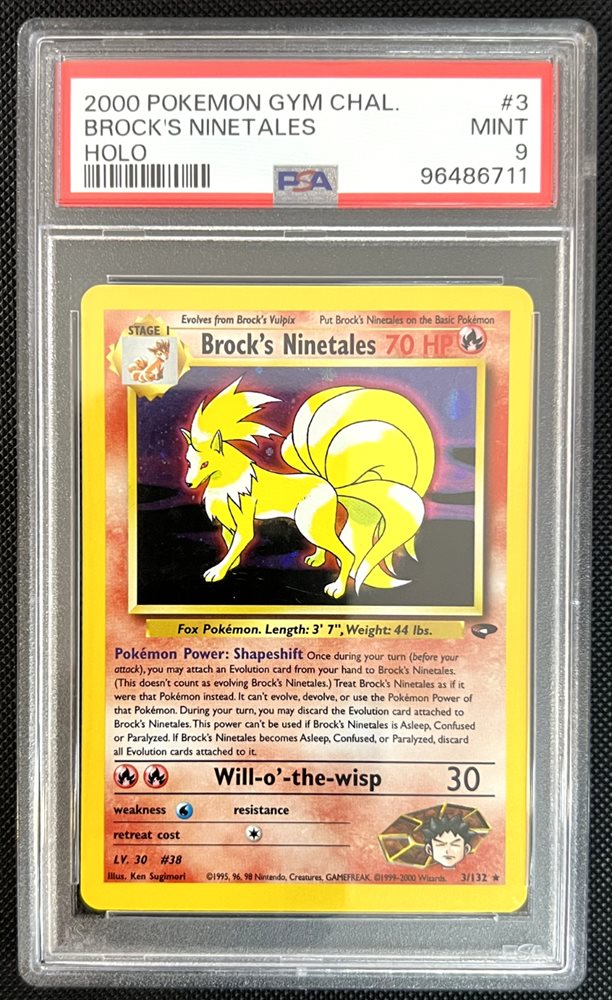 2000 POKEMON GYM CHAL. #3
BROCK'S NINETALES MINT
HOLO 9
PSA 96486711
Evolves from Brock's Vulpix Put Brock's Ninetales on the Basic Pokémon
STAGE 1
Brock's Ninetales 70 HP
Fox Pokémon. Length: 3' 7", Weight: 44 lbs.
Pokémon Power: Shapeshift Once during your turn (before your
attack), you may attach an Evolution card from your hand to Brock's Ninetales.
(This doesn't count as evolving Brock's Ninetales.) Treat Brock's Ninetales as if it
were that Pokémon instead. It can't evolve, devolve, or use the Pokémon Power of
that Pokémon. During your turn, you may discard the Evolution card attached to
Brock's Ninetales. This power can't be used if Brock's Ninetales is Asleep, Confused
or Paralyzed. If Brock's Ninetales becomes Asleep, Confused, or Paralyzed, discard
all Evolution cards attached to it.
Will-o'-the-wisp 30
weakness resistance
retreat cost
LV. 30 #38
Illus. Ken Sugimori ©1995, 96, 98 Nintendo, Creatures, GAMEFREAK. ©1999-2000 Wizards. 3/132 ★
PSA